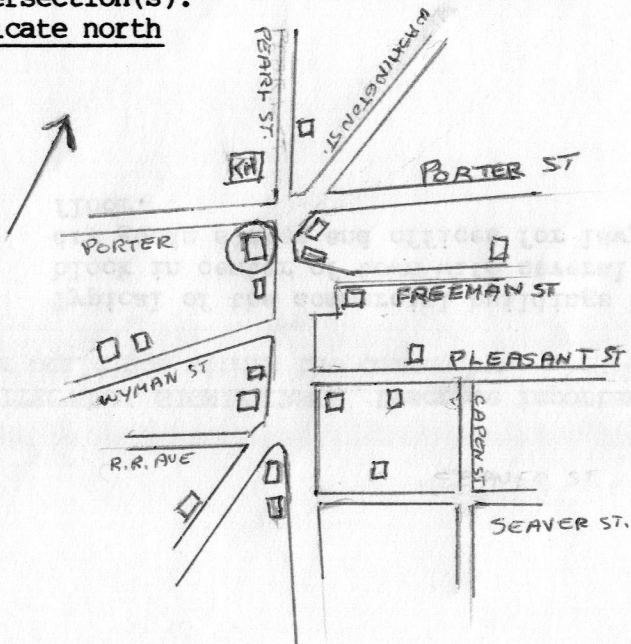 ersection(s).
icate north
PEARL ST.
WASHINGTON ST.
KH
PORTER ST
PORTER
FREEMAN ST
PLEASANT ST
WYMAN ST
CAPEN ST
R.R. AVE
SEAVER ST.